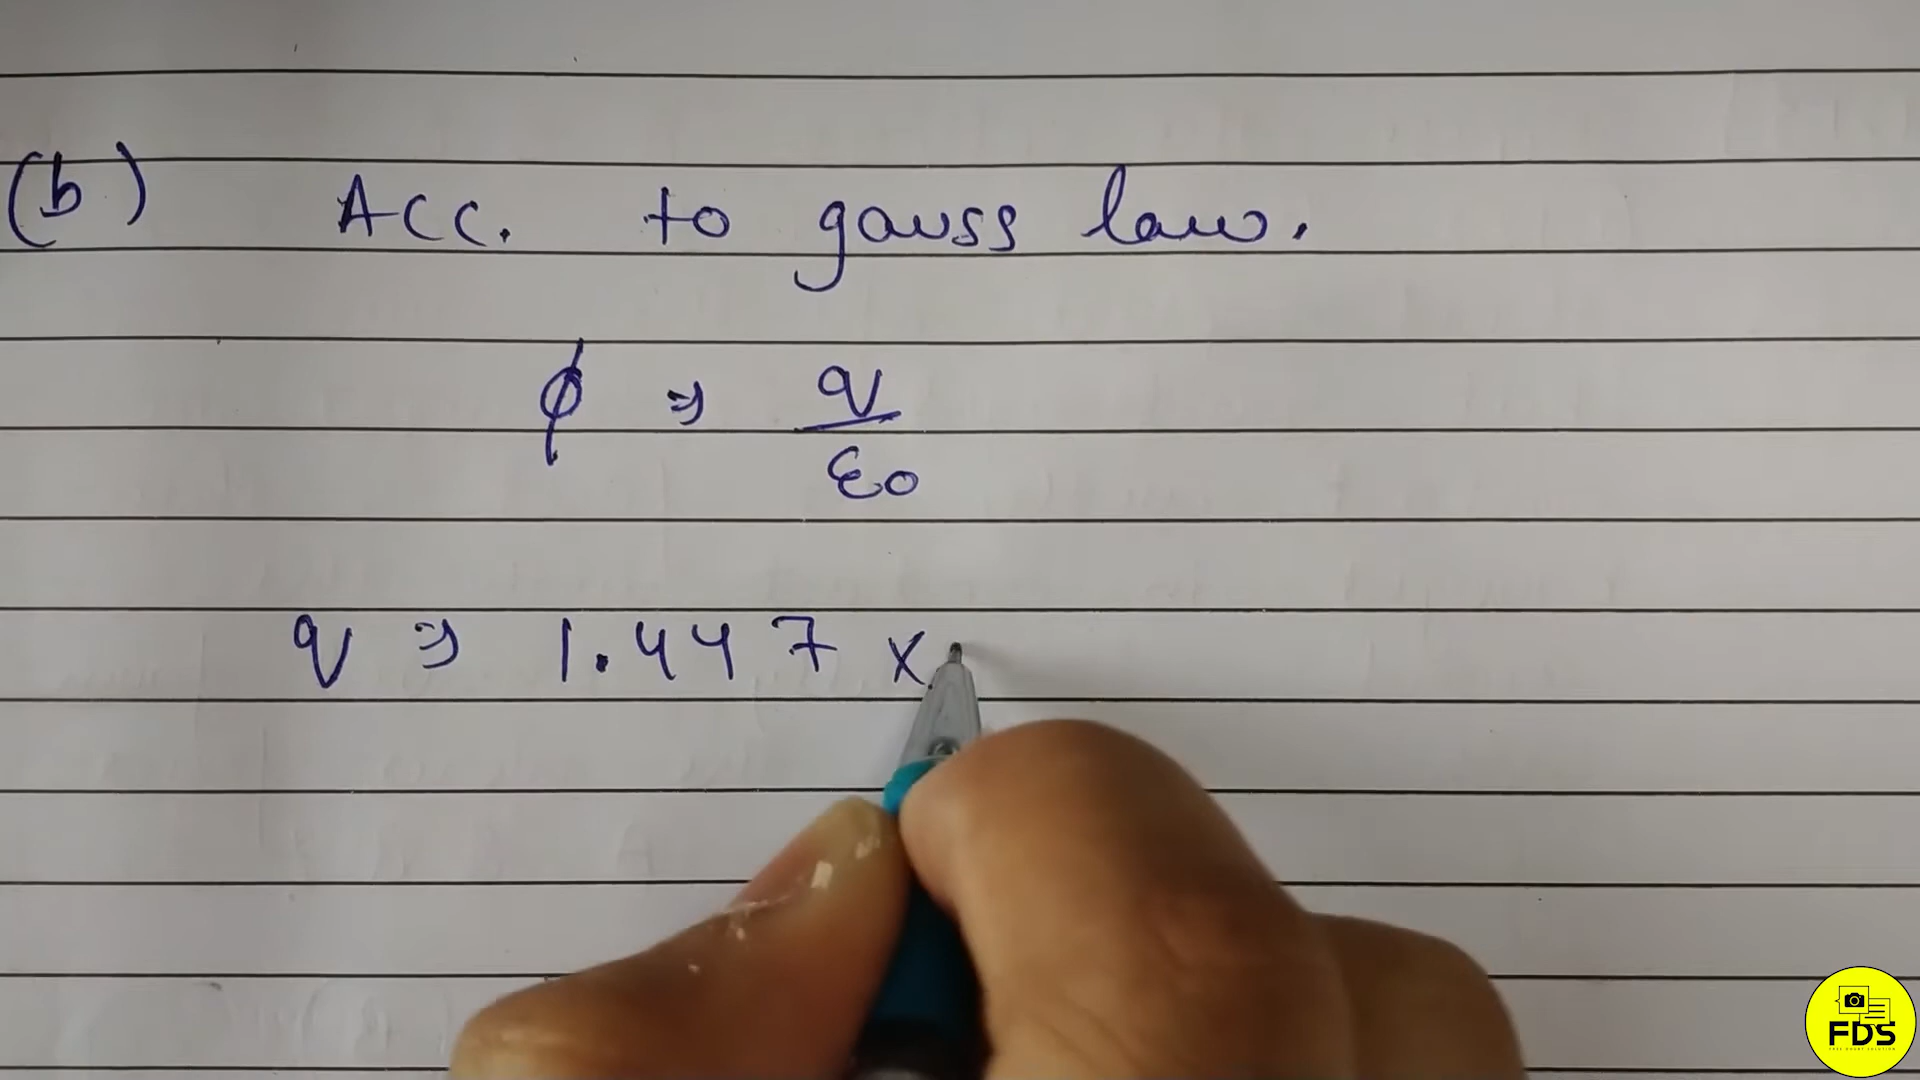 (b) Acc. to gauss law.
ϕ ⇒ q/ε0
q ⇒ 1.447 x
FDS